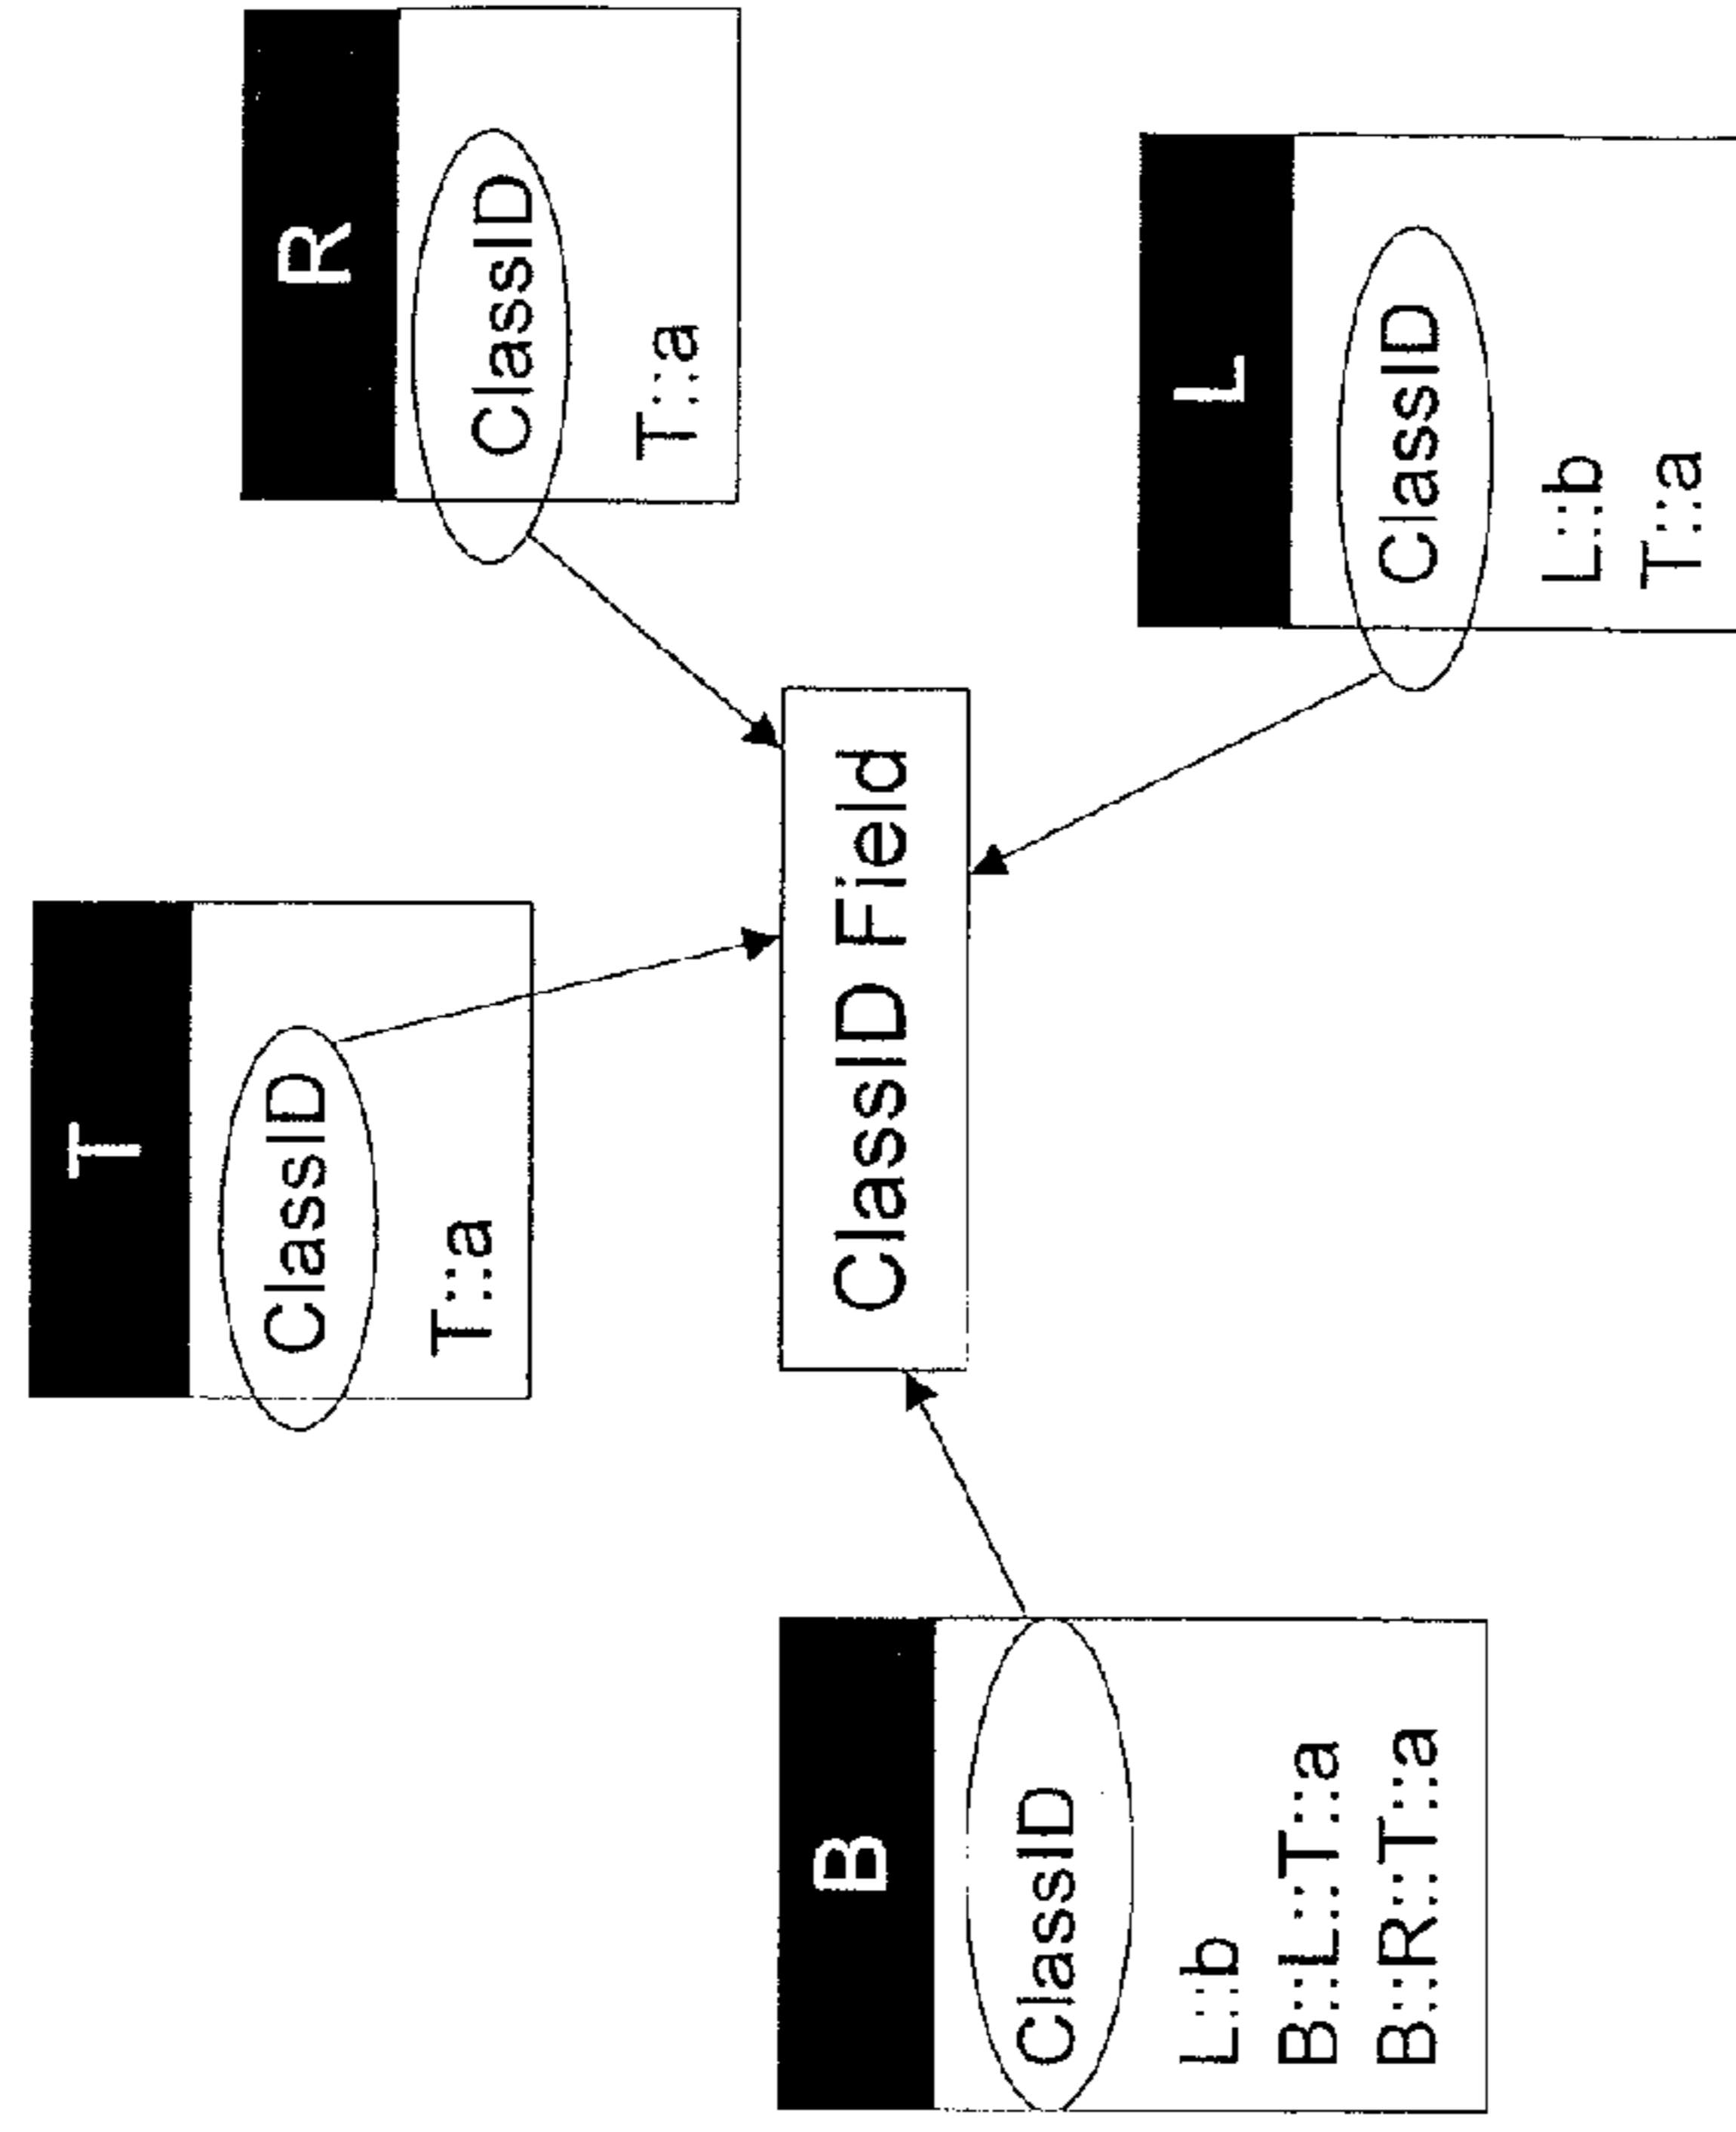 T
ClassID
T::a
R
ClassID
T::a
B
ClassID
L::b
B::L::T::a
B::R::T::a
ClassID Field
L
ClassID
L::b
T::a